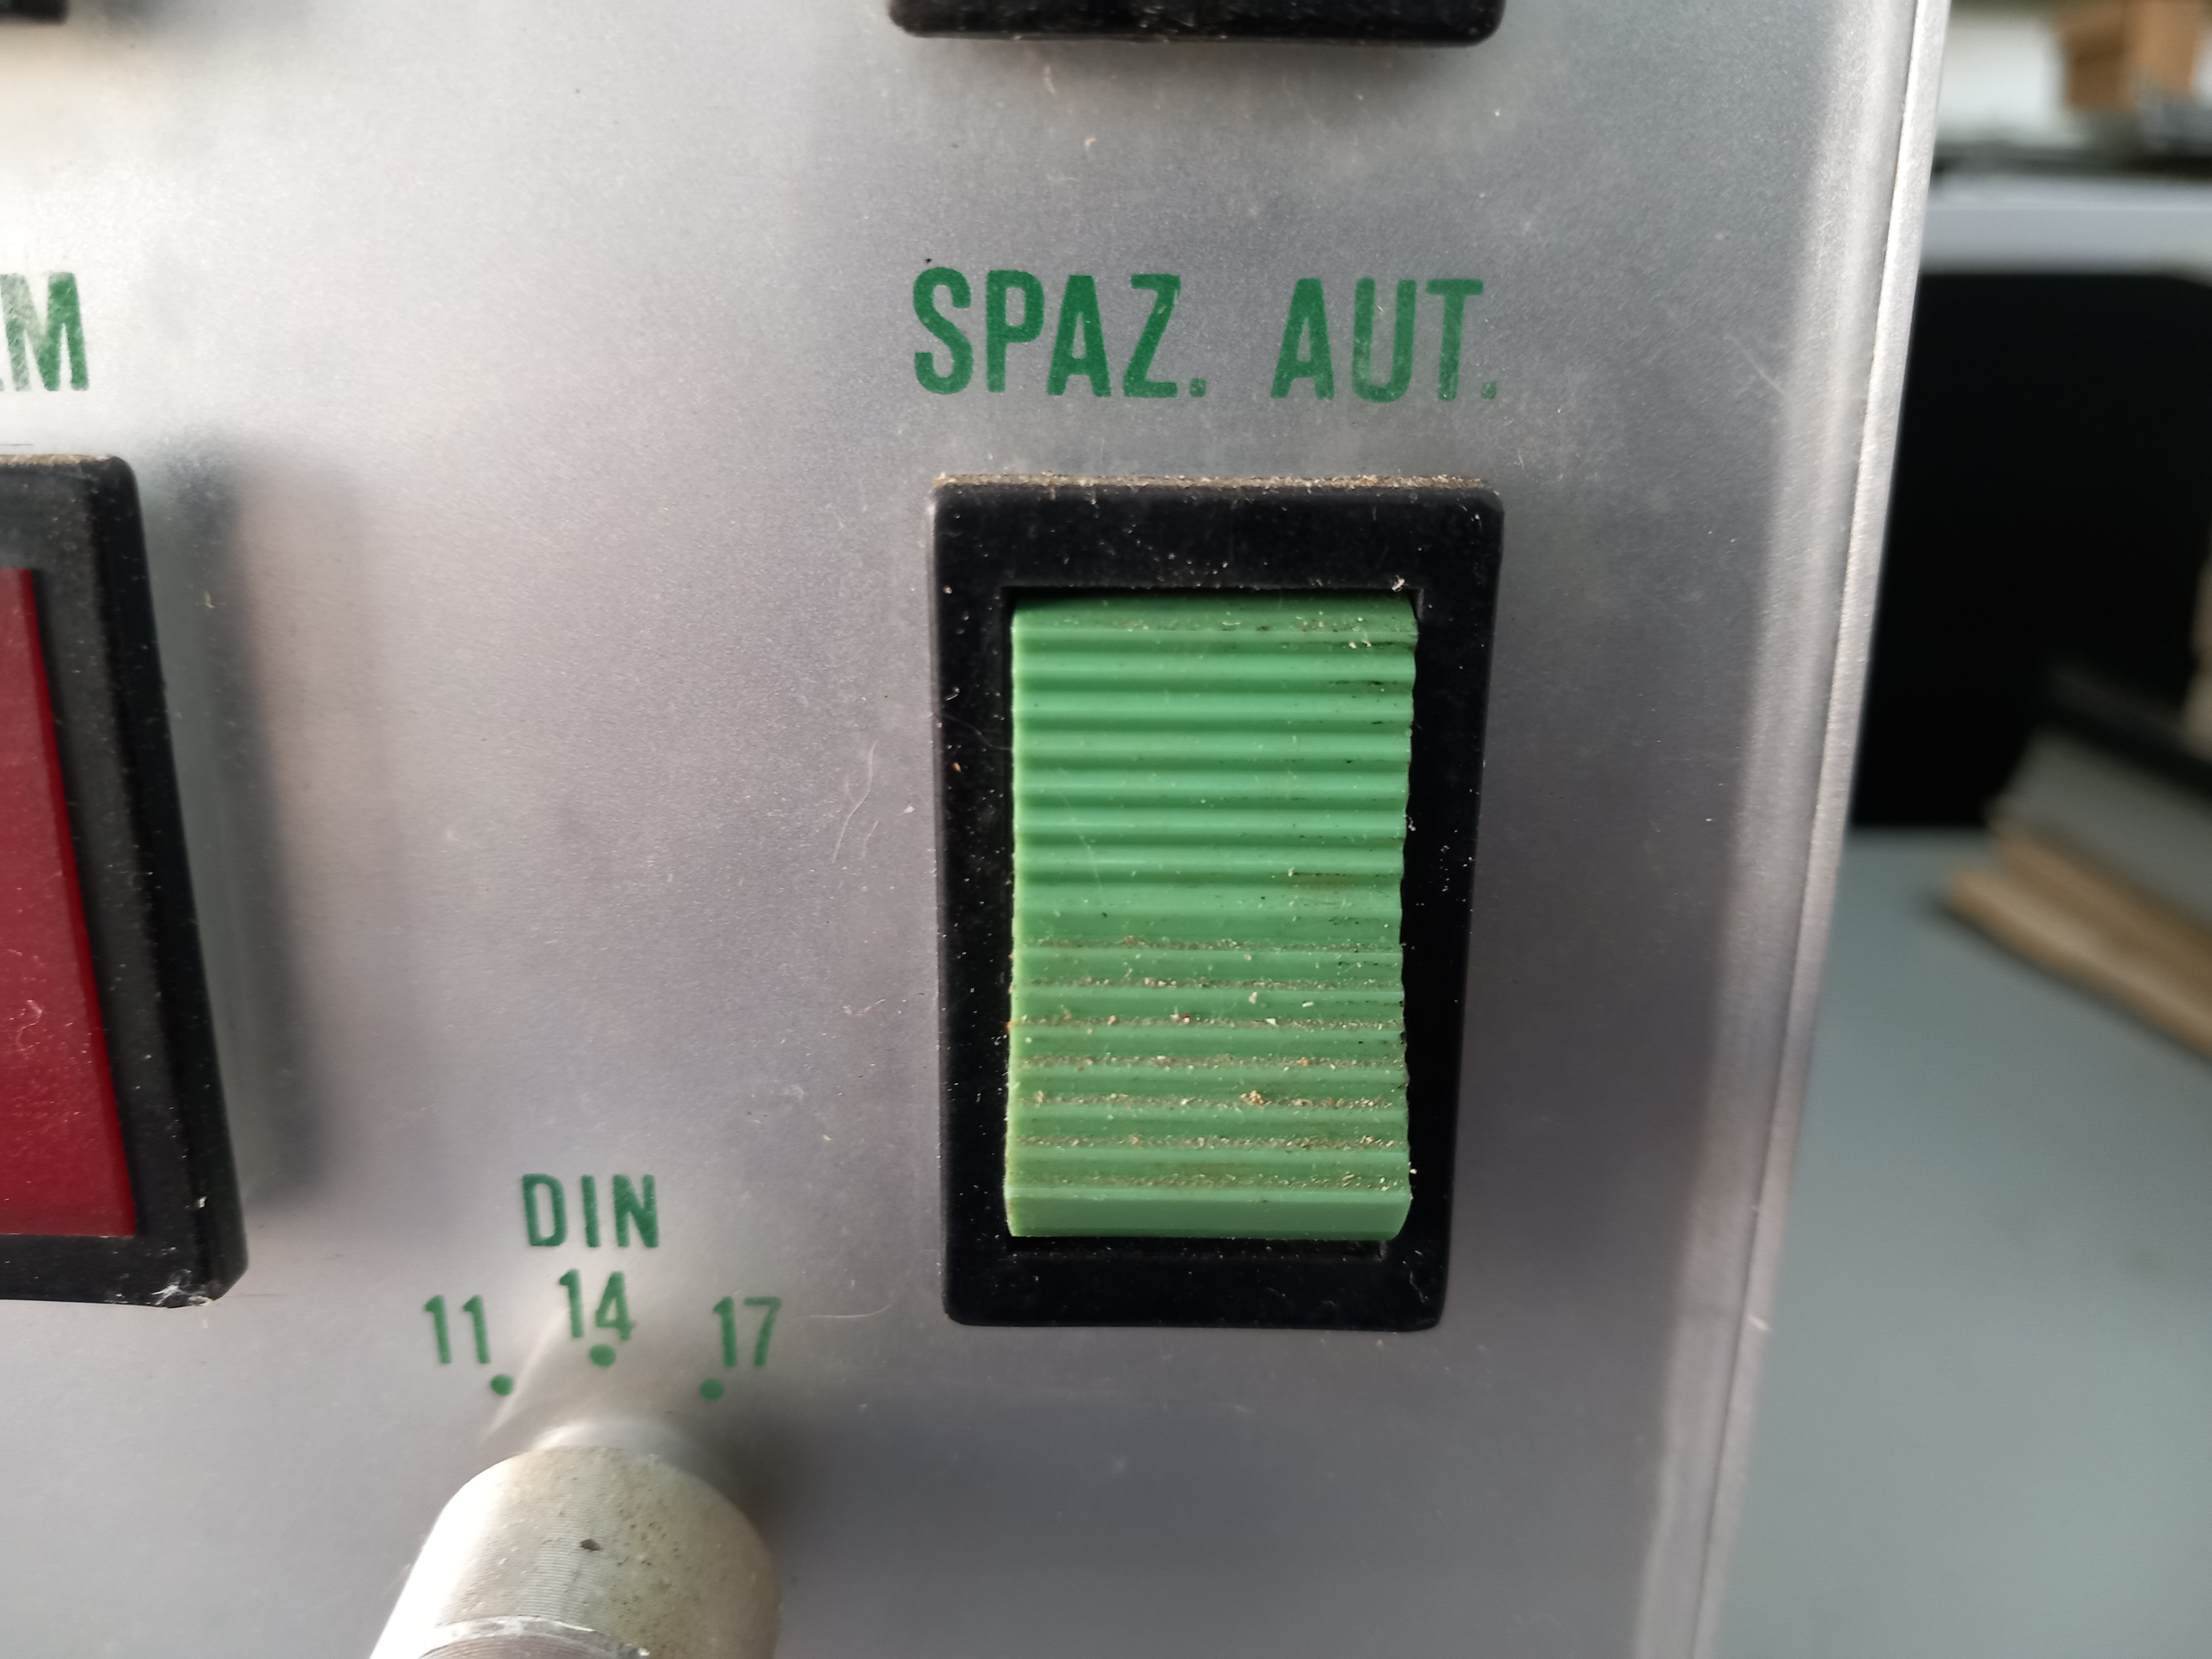 SPAZ. AUT.
DIN
11 14 17